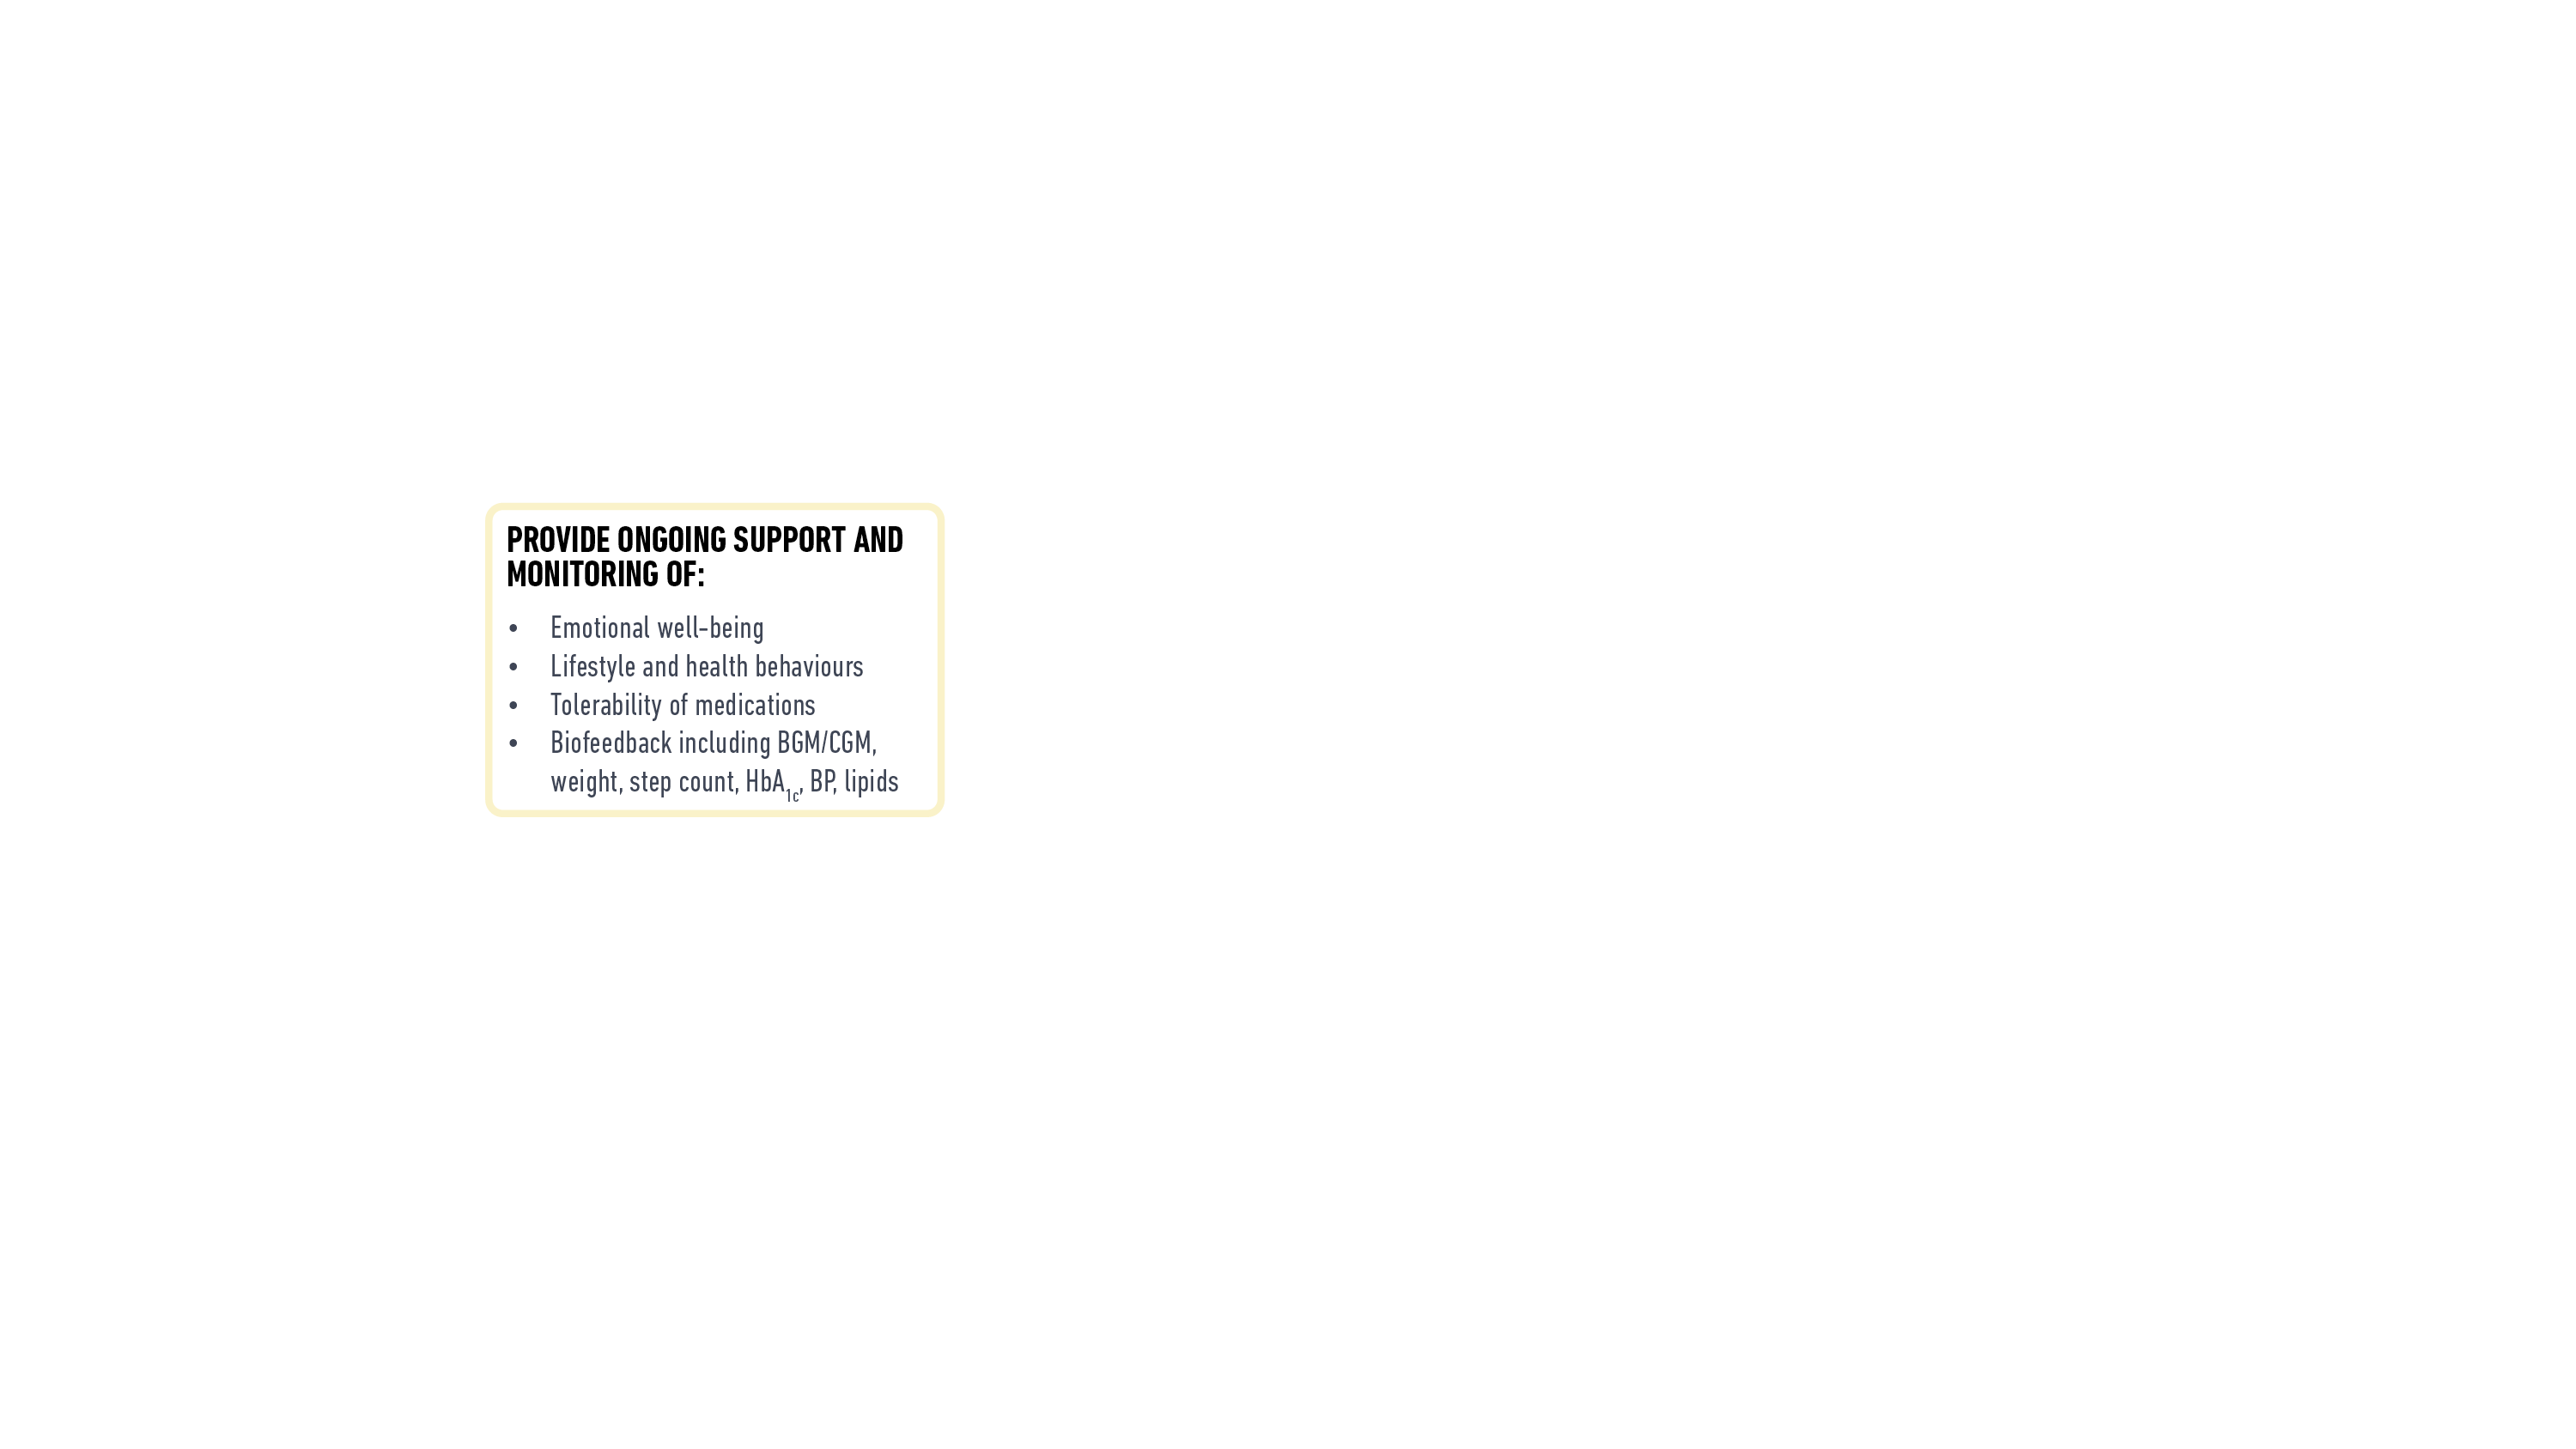 PROVIDE ONGOING SUPPORT AND
MONITORING OF:
• Emotional well-being
• Lifestyle and health behaviours
• Tolerability of medications
• Biofeedback including BGM/CGM,
weight, step count, HbA1c, BP, lipids